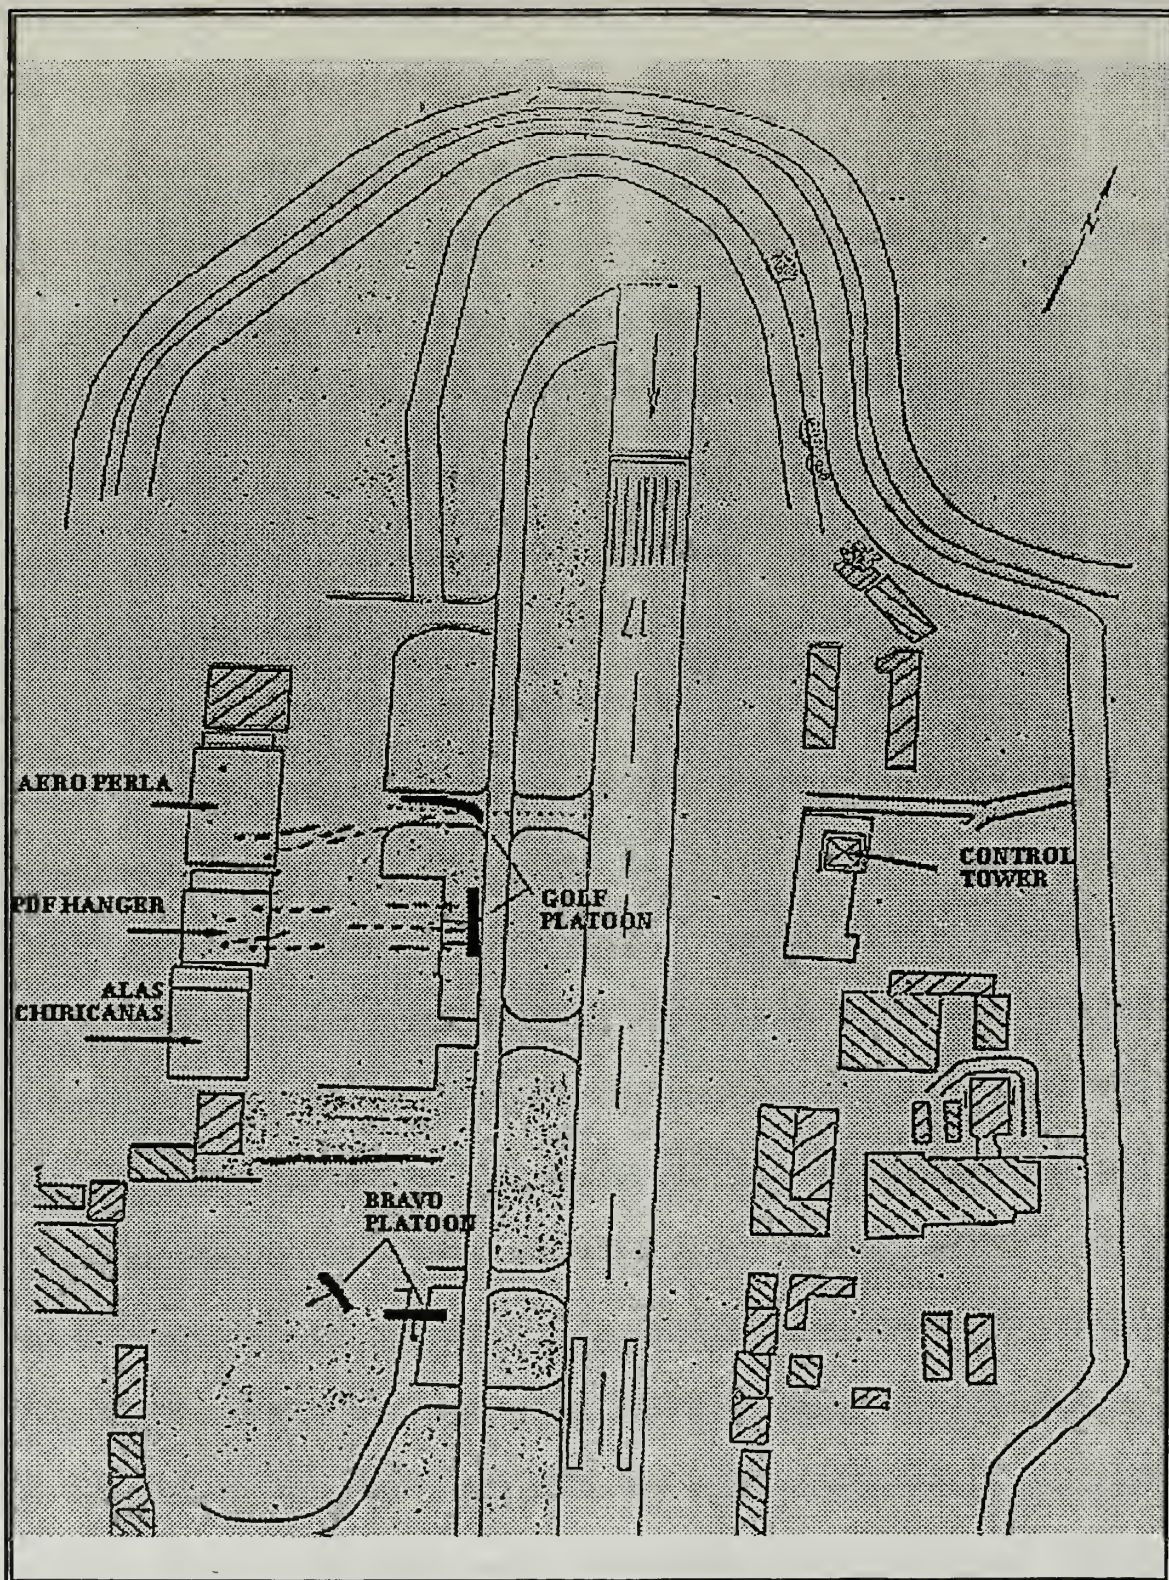 N
AERO PERLA
CONTROL
TOWER
PDF HANGER
GOLF
PLATOON
ALAS
CHIRICANAS
BRAVO
PLATOON